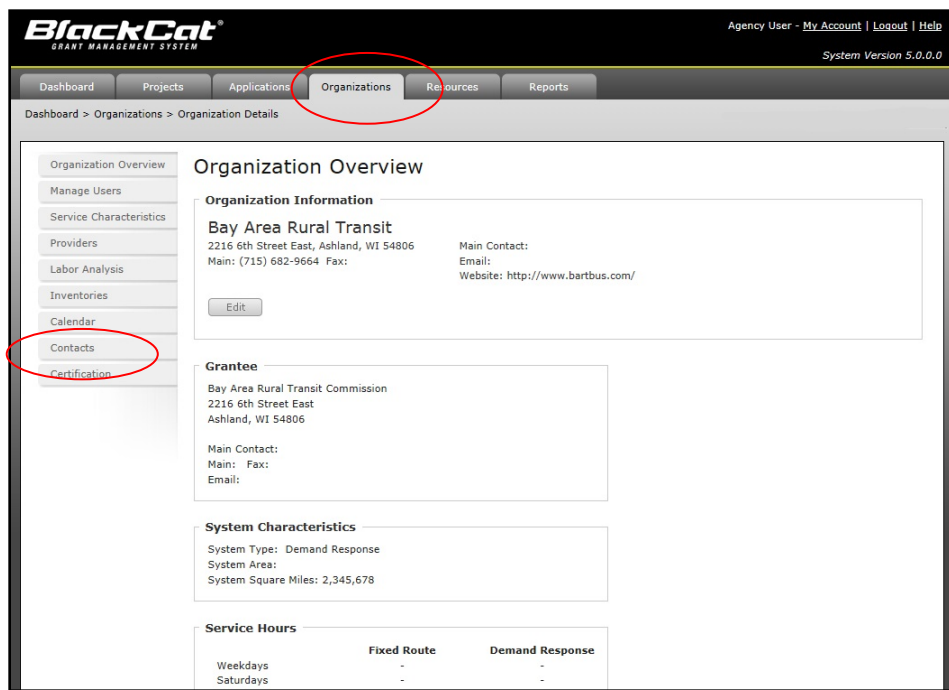 BlackCat®
GRANT MANAGEMENT SYSTEM
Agency User - My Account | Logout | Help
System Version 5.0.0.0
Dashboard Projects Applications Organizations Resources Reports
Dashboard > Organizations > Organization Details
Organization Overview
Manage Users
Service Characteristics
Providers
Labor Analysis
Inventories
Calendar
Contacts
Certification
Organization Overview
Organization Information
Bay Area Rural Transit
2216 6th Street East, Ashland, WI 54806
Main: (715) 682-9664 Fax:
Main Contact:
Email:
Website: http://www.bartbus.com/
Edit
Grantee
Bay Area Rural Transit Commission
2216 6th Street East
Ashland, WI 54806
Main Contact:
Main: Fax:
Email:
System Characteristics
System Type: Demand Response
System Area:
System Square Miles: 2,345,678
Service Hours
Fixed Route Demand Response
Weekdays - -
Saturdays - -